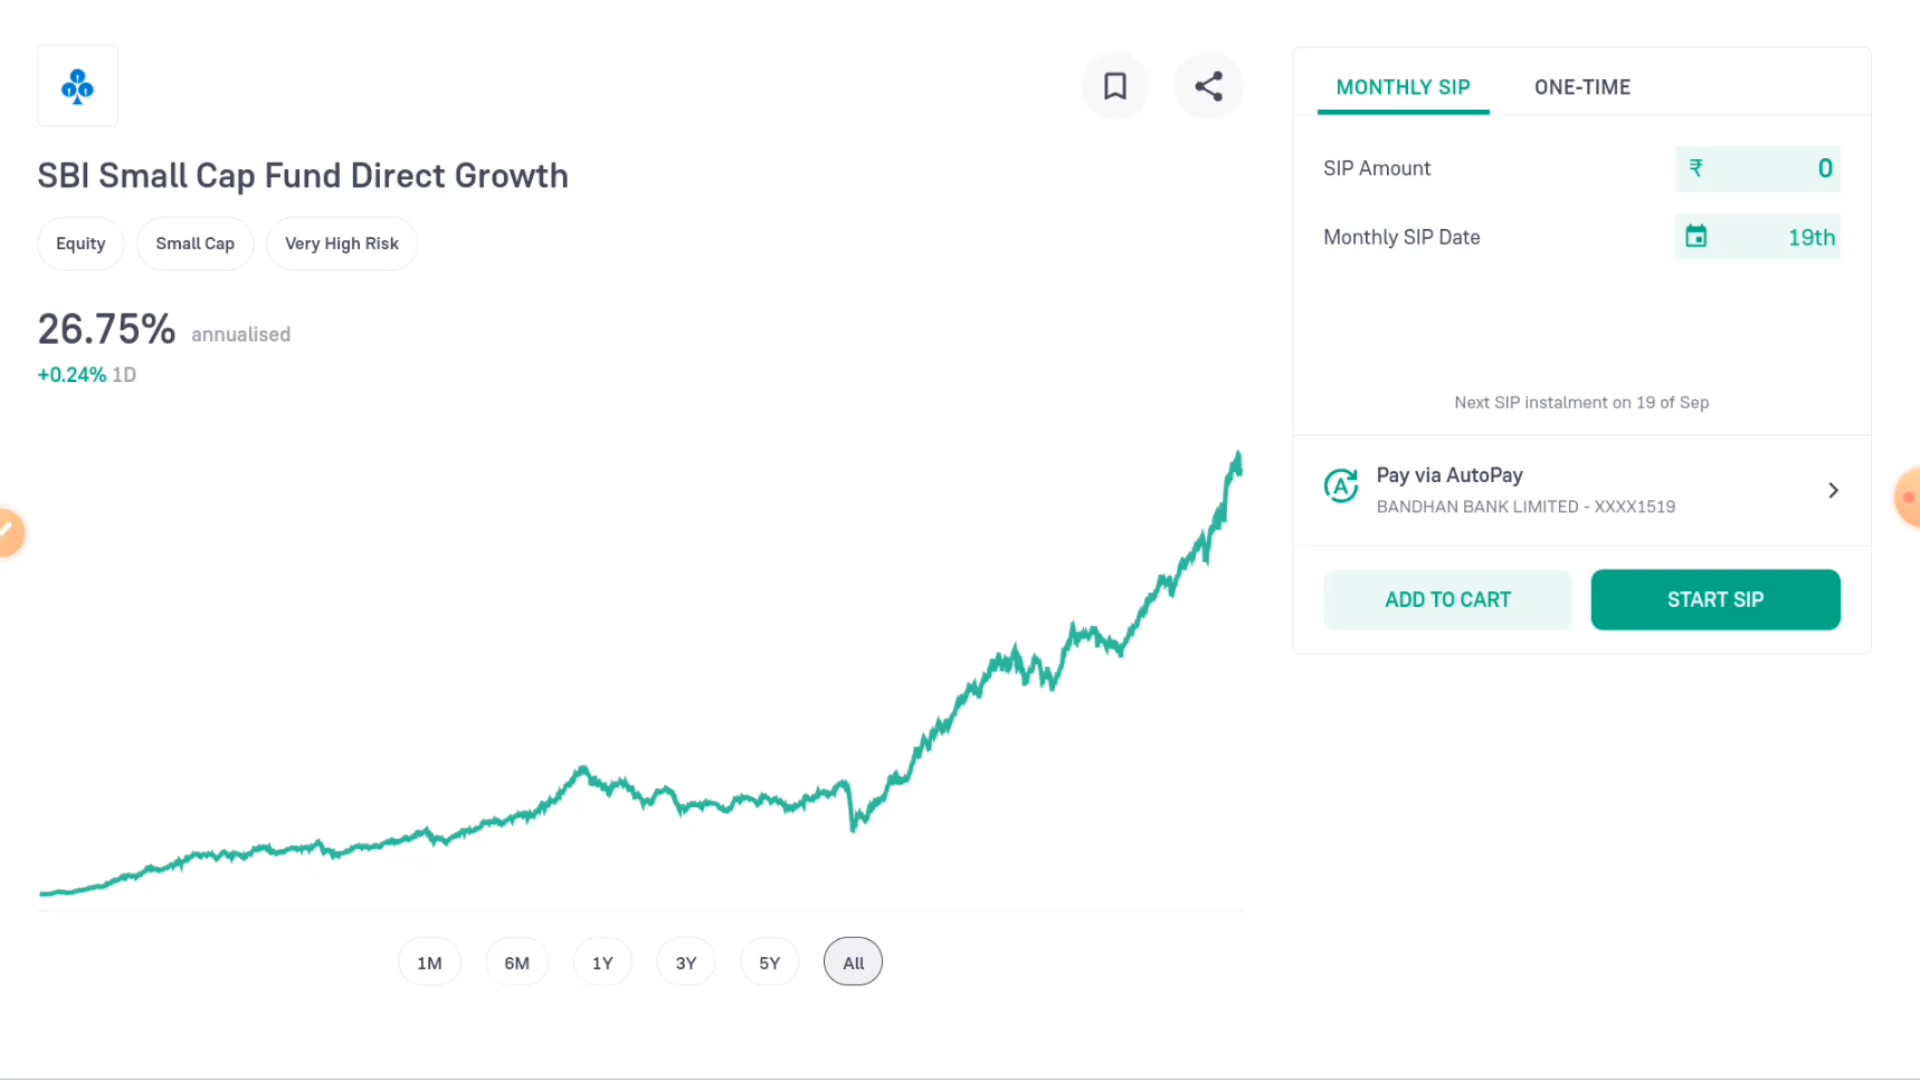 SBI Small Cap Fund Direct Growth
Equity
Small Cap
Very High Risk
26.75% annualised
+0.24% 1D
1M
6M
1Y
3Y
5Y
All
MONTHLY SIP
ONE-TIME
SIP Amount
₹ 0
Monthly SIP Date
19th
Next SIP instalment on 19 of Sep
A
Pay via AutoPay
BANDHAN BANK LIMITED - XXXX1519
ADD TO CART
START SIP